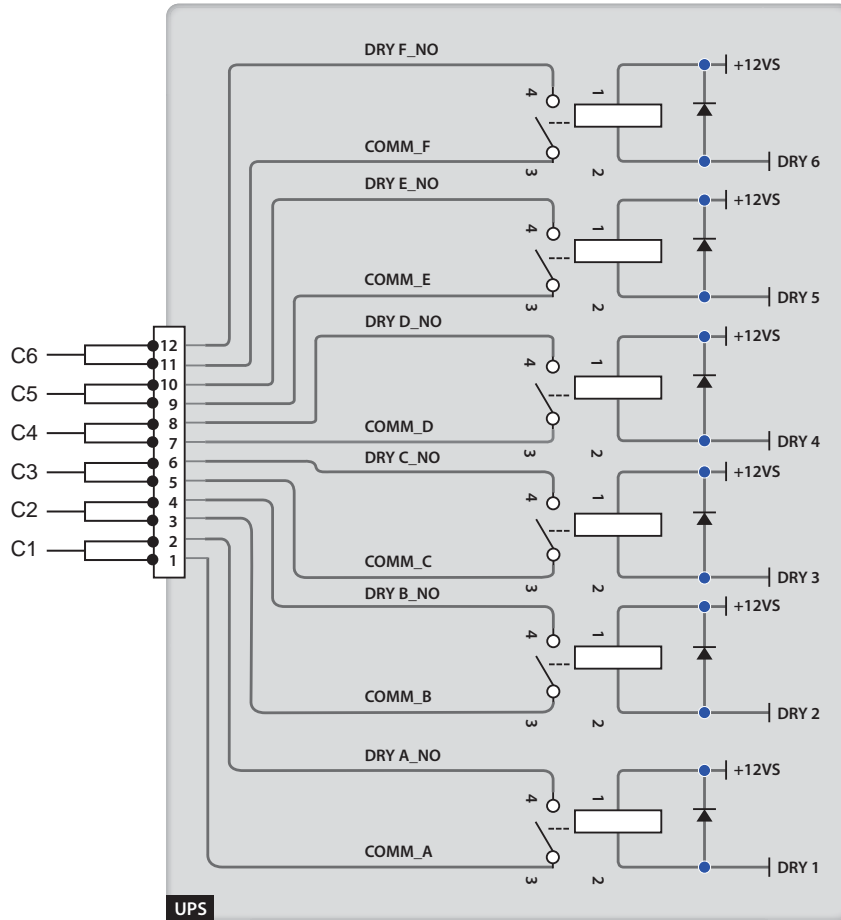 DRY F_NO
4
1
+12VS
COMM_F
3
2
DRY 6
DRY E_NO
4
1
+12VS
COMM_E
3
2
DRY 5
DRY D_NO
4
1
+12VS
COMM_D
3
2
DRY 4
DRY C_NO
4
1
+12VS
COMM_C
3
2
DRY 3
DRY B_NO
4
1
+12VS
COMM_B
3
2
DRY 2
DRY A_NO
4
1
+12VS
COMM_A
3
2
DRY 1
C6
12
11
C5
10
9
C4
8
7
C3
6
5
C2
4
3
C1
2
1
UPS